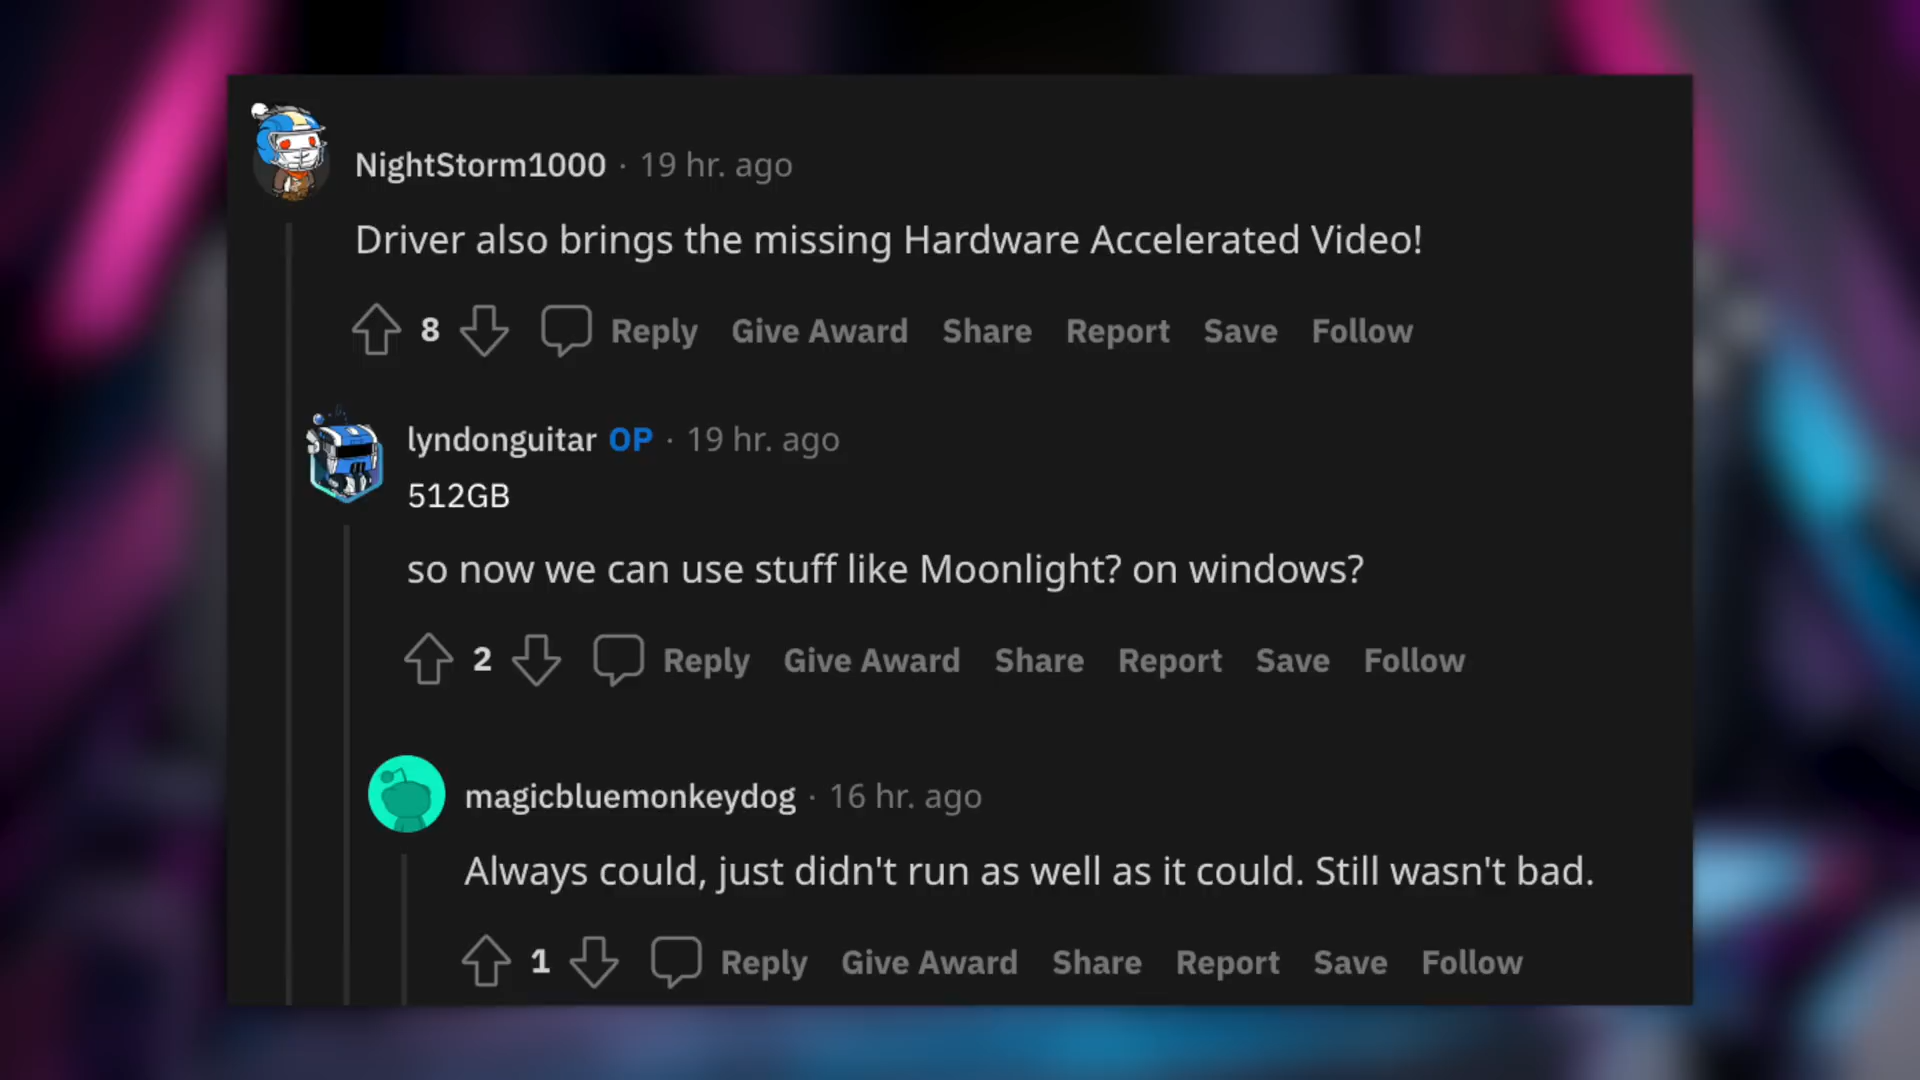 NightStorm1000 · 19 hr. ago
Driver also brings the missing Hardware Accelerated Video!
8 Reply Give Award Share Report Save Follow
lyndonguitar OP · 19 hr. ago
512GB
so now we can use stuff like Moonlight? on windows?
2 Reply Give Award Share Report Save Follow
magicbluemonkeydog · 16 hr. ago
Always could, just didn't run as well as it could. Still wasn't bad.
1 Reply Give Award Share Report Save Follow